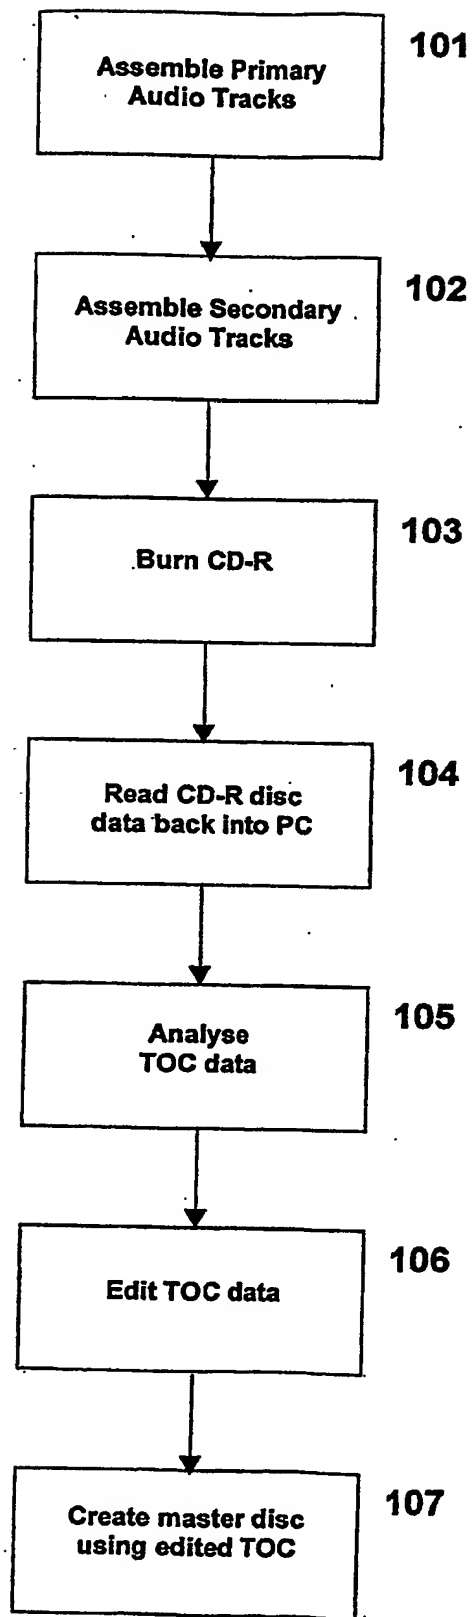 101
Assemble Primary
Audio Tracks
102
Assemble Secondary
Audio Tracks
103
Burn CD-R
104
Read CD-R disc
data back into PC
105
Analyse
TOC data
106
Edit TOC data
107
Create master disc
using edited TOC